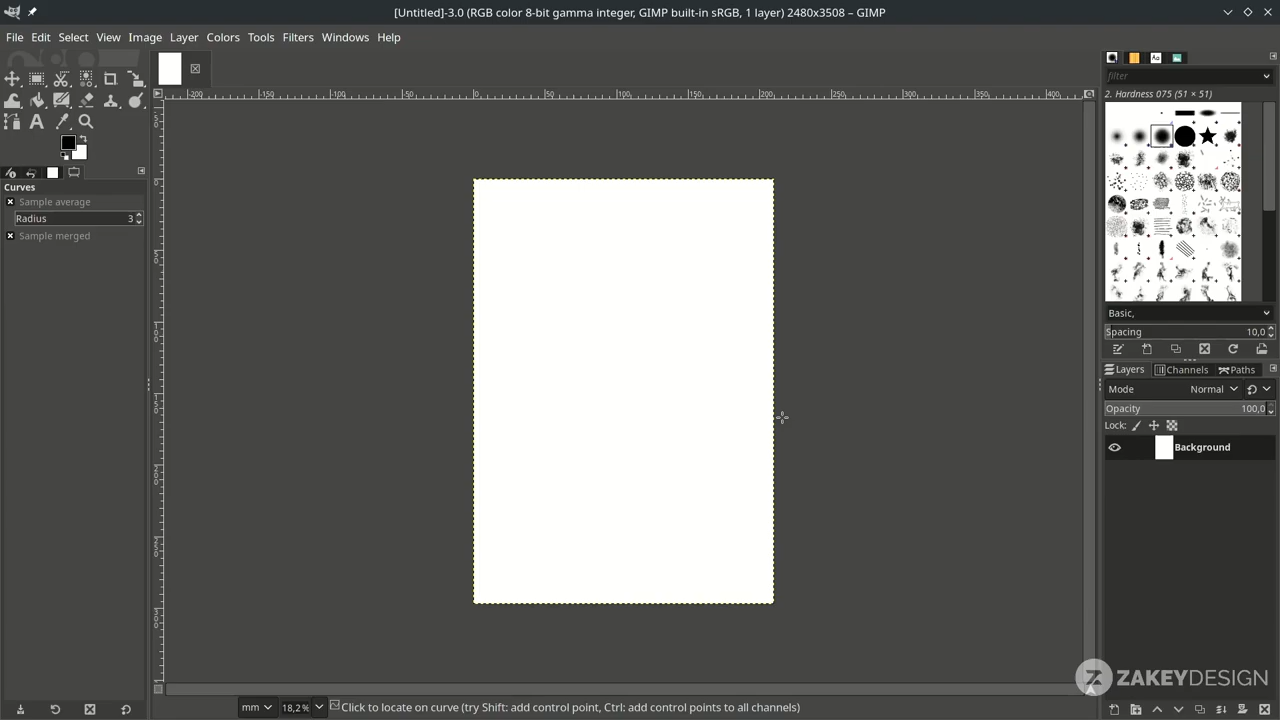 [Untitled]-3.0 (RGB color 8-bit gamma integer, GIMP built-in sRGB, 1 layer) 2480x3508 – GIMP
File Edit Select View Image Layer Colors Tools Filters Windows Help
filter
2. Hardness 075 (51 × 51)
Curves
Sample average
Radius 3
Sample merged
Basic,
Spacing 10,0
Layers Channels Paths
Mode Normal
Opacity 100,0
Lock:
Background
ZAKEYDESIGN
mm 18,2% Click to locate on curve (try Shift: add control point, Ctrl: add control points to all channels)